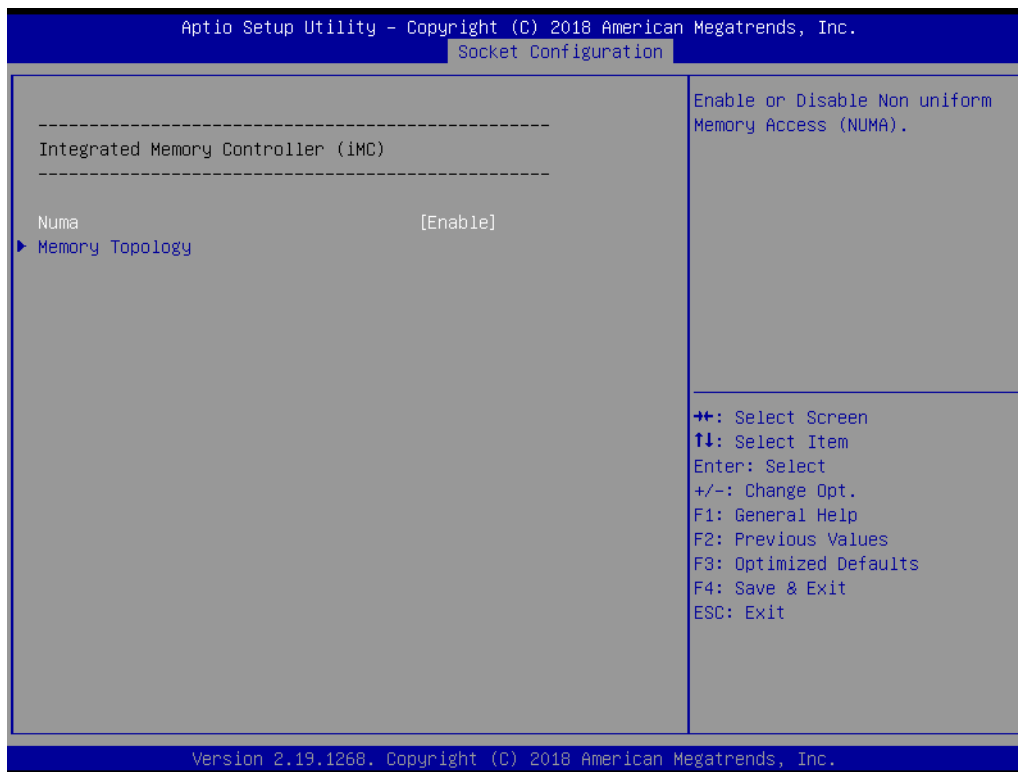 Aptio Setup Utility – Copyright (C) 2018 American Megatrends, Inc.
Socket Configuration
--------------------------------------------------
Integrated Memory Controller (iMC)
--------------------------------------------------
Numa [Enable]
Memory Topology
Enable or Disable Non uniform
Memory Access (NUMA).
→←: Select Screen
↑↓: Select Item
Enter: Select
+/-: Change Opt.
F1: General Help
F2: Previous Values
F3: Optimized Defaults
F4: Save & Exit
ESC: Exit
Version 2.19.1268. Copyright (C) 2018 American Megatrends, Inc.